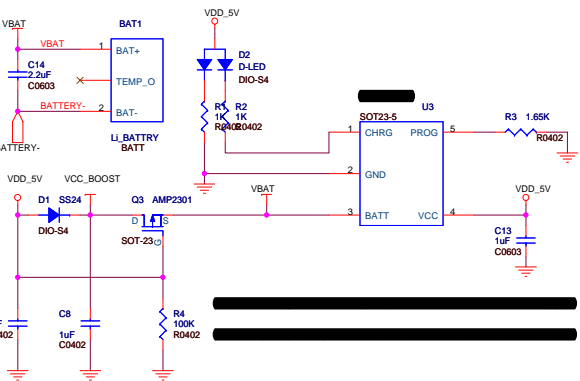 VBAT
BAT1
VBAT
1
BAT+
C14
2.2uF
C0603
TEMP_O
BATTERY-
2
BAT-
Li_BATTRY
BATT
ATTERY-
VDD_5V
D2
D-LED
DIO-S4
R1
R2
1K
1K
R0402
R0402
SOT23-5
U3
1
CHRG
PROG
5
R3
1.65K
R0402
2
GND
3
BATT
VCC
4
VDD_5V
C13
1uF
C0603
VDD_5V
VCC_BOOST
D1
SS24
DIO-S4
Q3
AMP2301
D
S
G
SOT-23
VBAT
C8
1uF
C0402
R4
100K
R0402
F
402